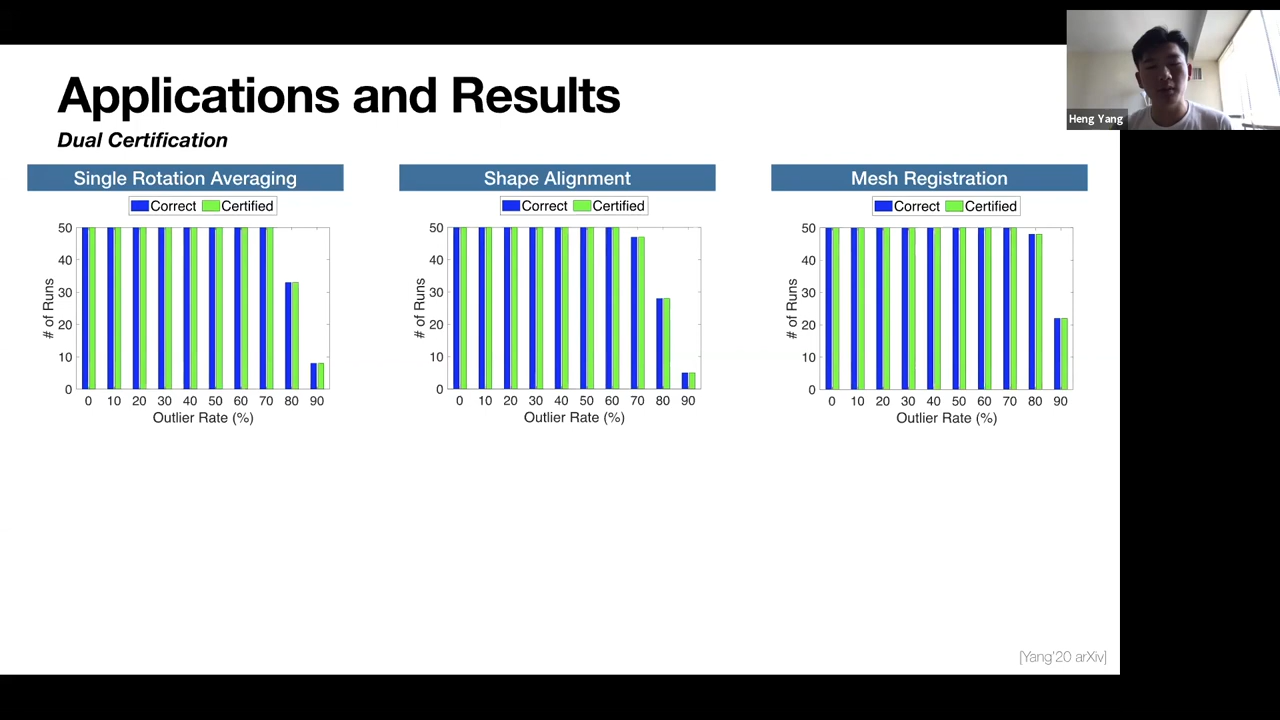 Applications and Results
Dual Certification
Heng Yang
Single Rotation Averaging
Correct Certified
50
40
30
20
10
0
# of Runs
0 10 20 30 40 50 60 70 80 90
Outlier Rate (%)
Shape Alignment
Correct Certified
50
40
30
20
10
0
# of Runs
0 10 20 30 40 50 60 70 80 90
Outlier Rate (%)
Mesh Registration
Correct Certified
50
40
30
20
10
0
# of Runs
0 10 20 30 40 50 60 70 80 90
Outlier Rate (%)
[Yang'20 arXiv]